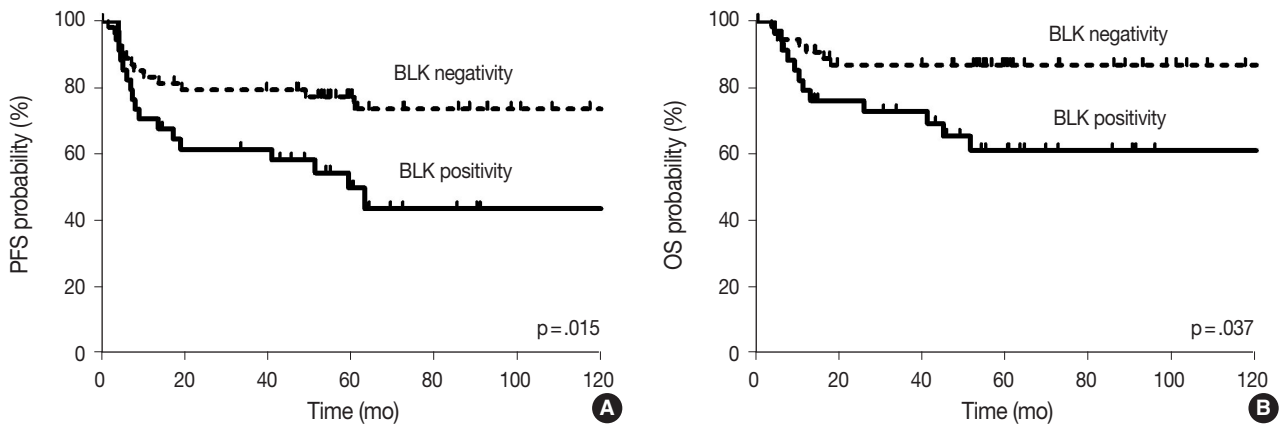 100
80
60
40
20
0
PFS probability (%)
BLK negativity
BLK positivity
p=.015
0 20 40 60 80 100 120
Time (mo)
A
100
80
60
40
20
0
OS probability (%)
BLK negativity
BLK positivity
p=.037
0 20 40 60 80 100 120
Time (mo)
B